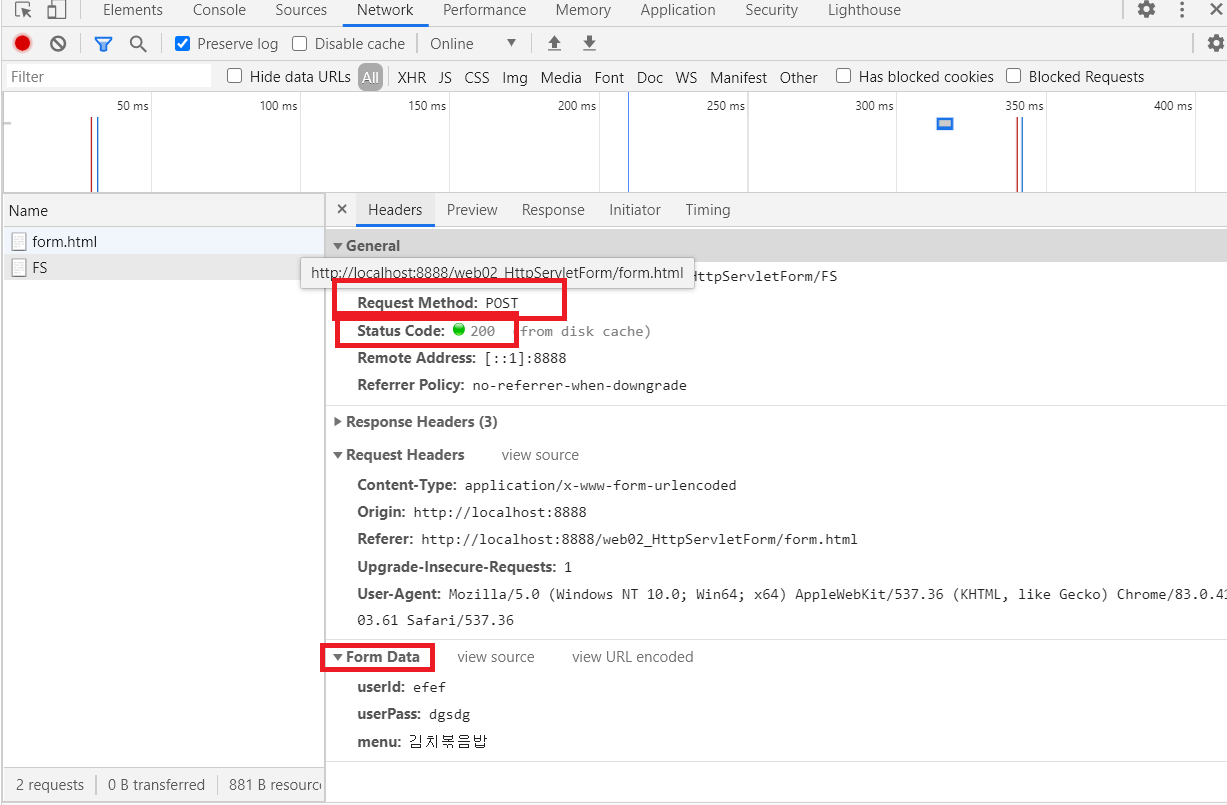 Elements Console Sources Network Performance Memory Application Security Lighthouse
Preserve log Disable cache Online
Filter Hide data URLs All XHR JS CSS Img Media Font Doc WS Manifest Other Has blocked cookies Blocked Requests
50 ms 100 ms 150 ms 200 ms 250 ms 300 ms 350 ms 400 ms
Name
form.html
FS
Headers Preview Response Initiator Timing
General
http://localhost:8888/web02_HttpServletForm/form.html
HttpServletForm/FS
Request Method: POST
Status Code: 200 (from disk cache)
Remote Address: [::1]:8888
Referrer Policy: no-referrer-when-downgrade
Response Headers (3)
Request Headers view source
Content-Type: application/x-www-form-urlencoded
Origin: http://localhost:8888
Referer: http://localhost:8888/web02_HttpServletForm/form.html
Upgrade-Insecure-Requests: 1
User-Agent: Mozilla/5.0 (Windows NT 10.0; Win64; x64) AppleWebKit/537.36 (KHTML, like Gecko) Chrome/83.0.41
03.61 Safari/537.36
Form Data view source view URL encoded
userId: efef
userPass: dgsdg
menu: 김치볶음밥
2 requests 0 B transferred 881 B resourc